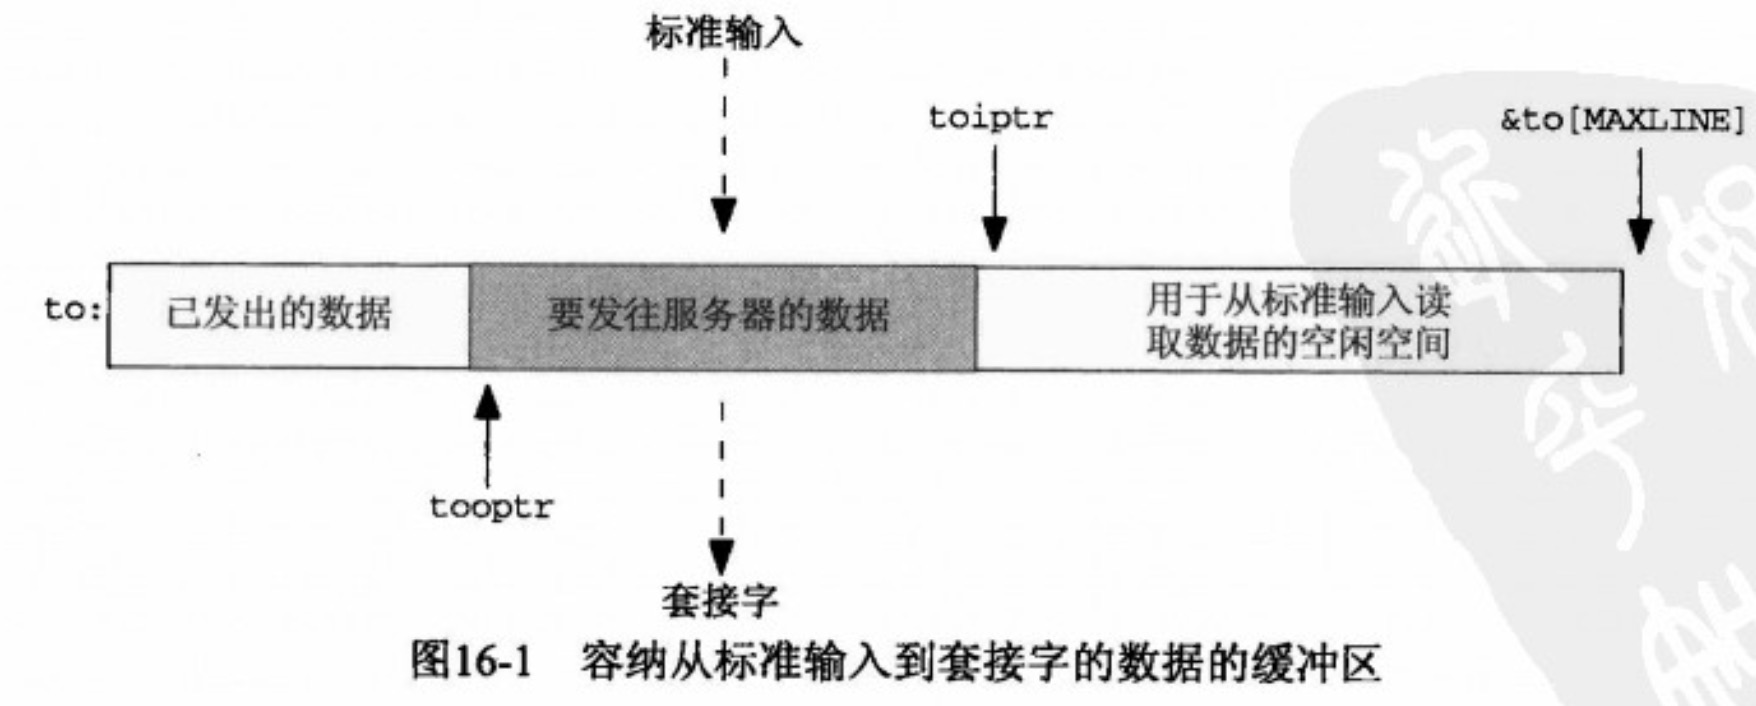 标准输入
toiptr
&to[MAXLINE]
to:
已发出的数据
要发往服务器的数据
用于从标准输入读
取数据的空闲空间
tooptr
套接字
图16-1 容纳从标准输入到套接字的数据的缓冲区